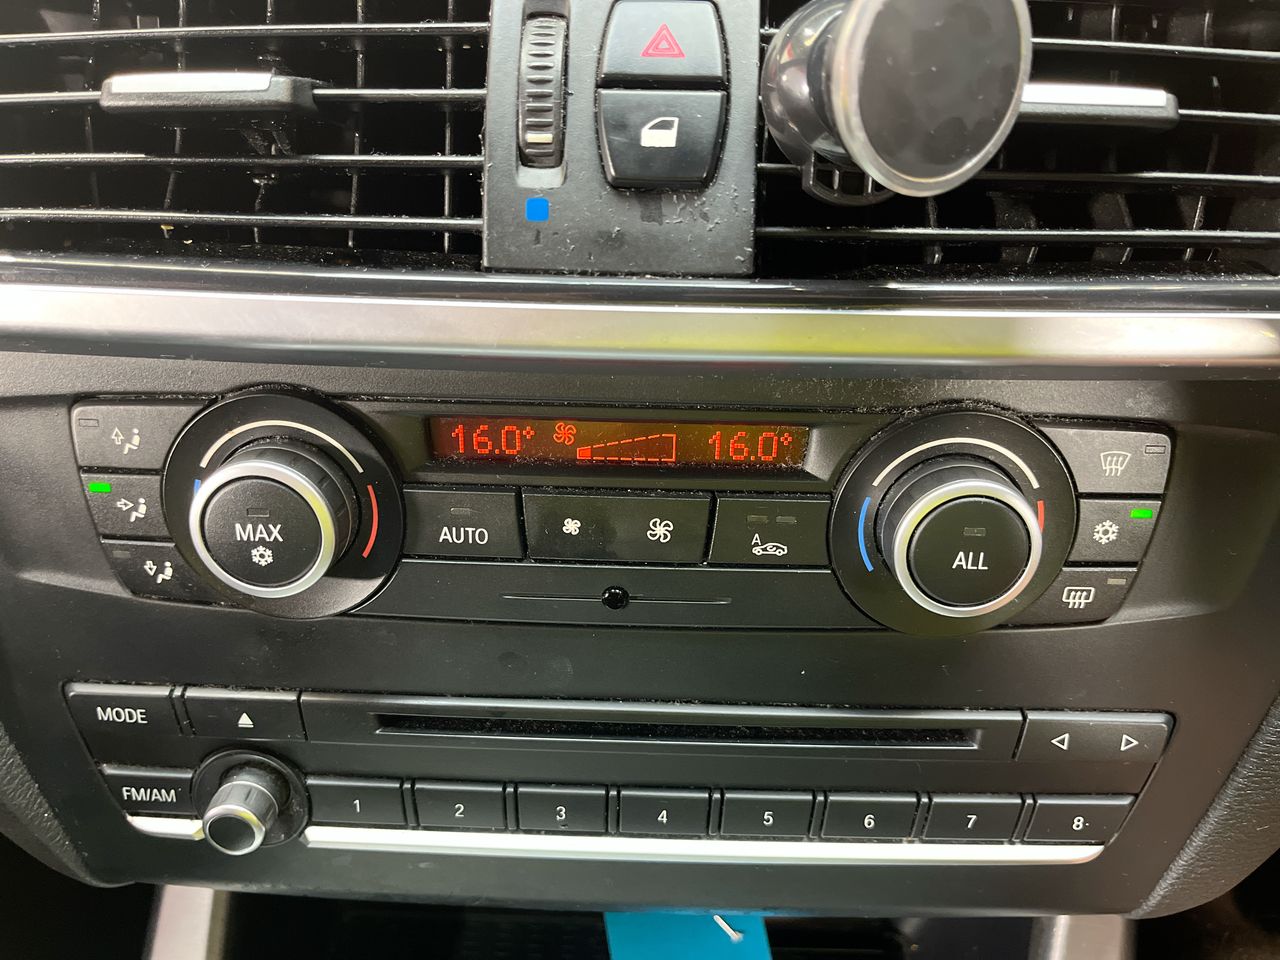 16.0° 16.0°
MAX
AUTO
A
ALL
MODE
FM/AM
1 2 3 4 5 6 7 8